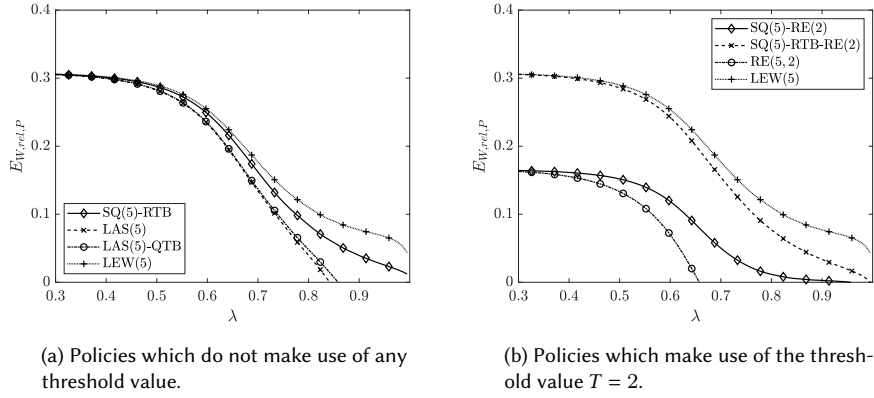 0.4
0.3
0.2
0.1
0
0.3 0.4 0.5 0.6 0.7 0.8 0.9
E_{W,rel,P}
λ
SQ(5)-RTB
LAS(5)
LAS(5)-QTB
LEW(5)
(a) Policies which do not make use of any
threshold value.
0.4
0.3
0.2
0.1
0
0.3 0.4 0.5 0.6 0.7 0.8 0.9
E_{W,rel,P}
λ
SQ(5)-RE(2)
SQ(5)-RTB-RE(2)
RE(5, 2)
LEW(5)
(b) Policies which make use of the thresh-
old value T = 2.